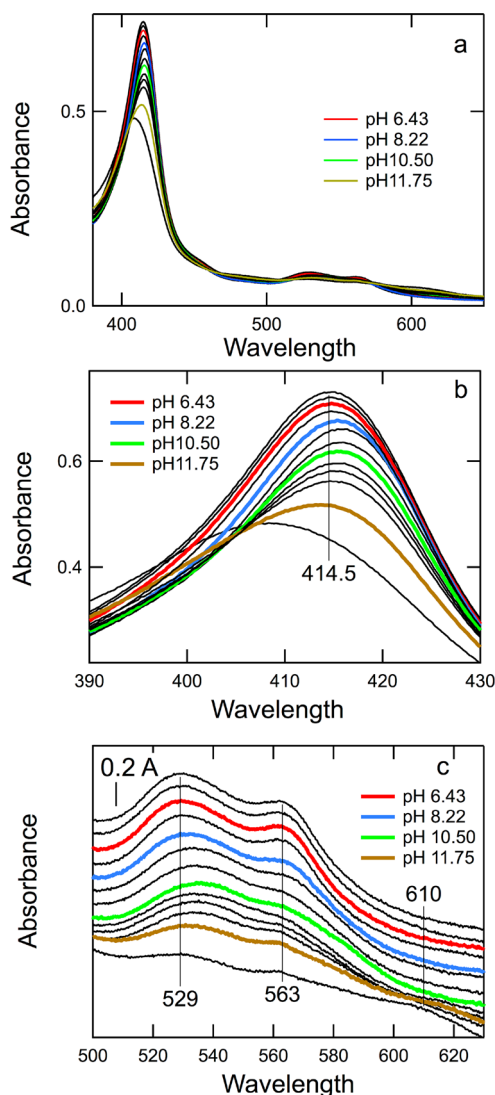 a
0.5
0.0
Absorbance
pH 6.43
pH 8.22
pH10.50
pH11.75
400 500 600
Wavelength
b
pH 6.43
pH 8.22
pH10.50
pH11.75
0.6
0.4
Absorbance
414.5
390 400 410 420 430
Wavelength
0.2 A
c
pH 6.43
pH 8.22
pH 10.50
pH 11.75
610
Absorbance
529 563
500 520 540 560 580 600 620
Wavelength